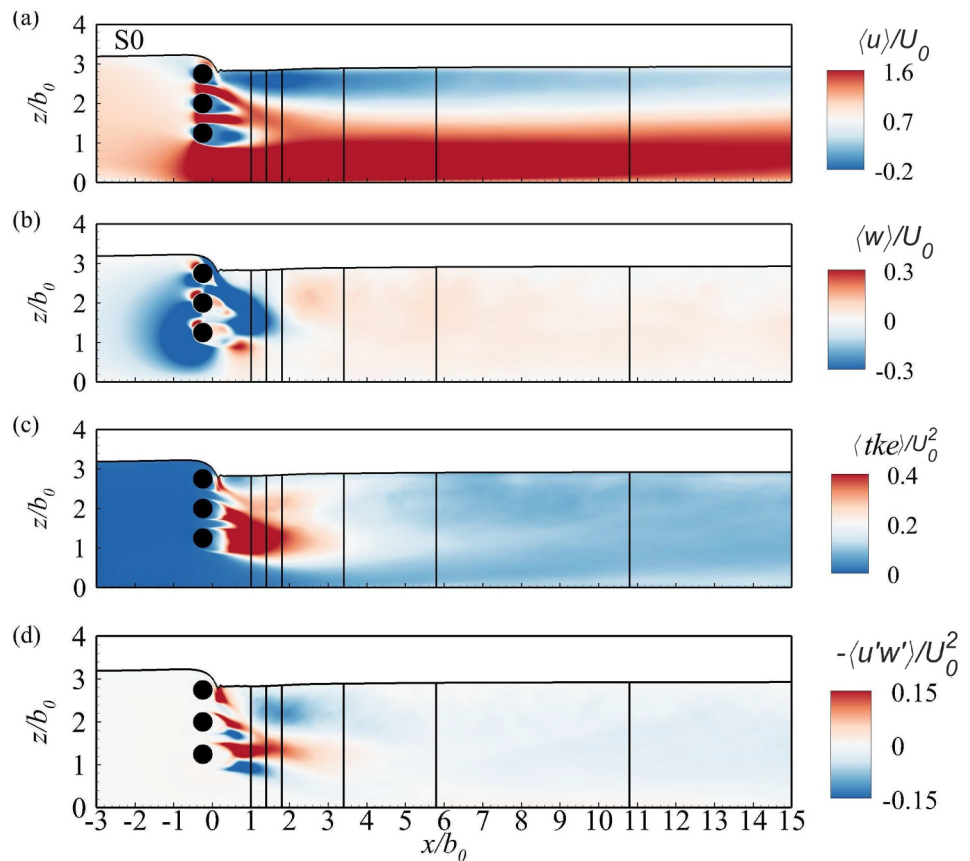 (a)
S0
4
3
2
1
0
z/b₀
⟨u⟩/U₀
1.6
0.7
-0.2
(b)
4
3
2
1
0
z/b₀
⟨w⟩/U₀
0.3
0
-0.3
(c)
4
3
2
1
0
z/b₀
⟨tke⟩/U₀²
0.4
0.2
0
(d)
4
3
2
1
0
z/b₀
-⟨u'w'⟩/U₀²
0.15
0
-0.15
-3 -2 -1 0 1 2 3 4 5 6 7 8 9 10 11 12 13 14 15
x/b₀